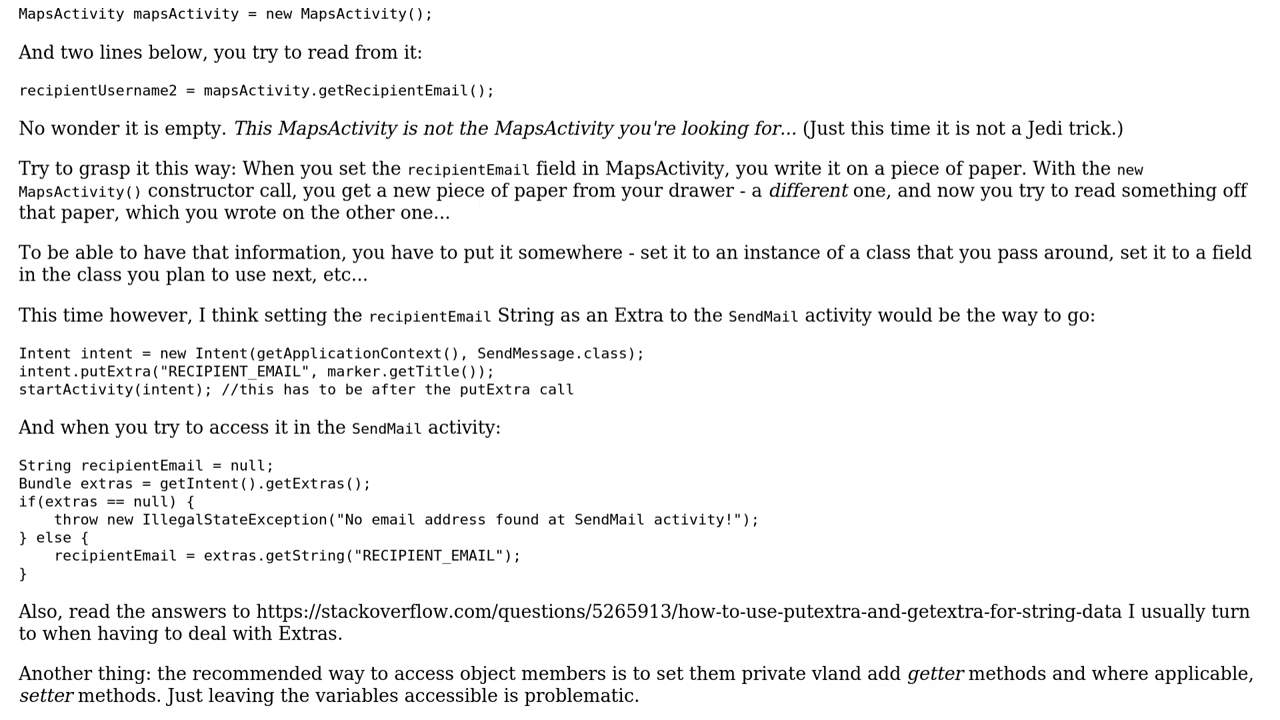 MapsActivity mapsActivity = new MapsActivity();
And two lines below, you try to read from it:
recipientUsername2 = mapsActivity.getRecipientEmail();
No wonder it is empty. This MapsActivity is not the MapsActivity you're looking for... (Just this time it is not a Jedi trick.)
Try to grasp it this way: When you set the recipientEmail field in MapsActivity, you write it on a piece of paper. With the new
MapsActivity() constructor call, you get a new piece of paper from your drawer - a different one, and now you try to read something off
that paper, which you wrote on the other one...
To be able to have that information, you have to put it somewhere - set it to an instance of a class that you pass around, set it to a field
in the class you plan to use next, etc...
This time however, I think setting the recipientEmail String as an Extra to the SendMail activity would be the way to go:
Intent intent = new Intent(getApplicationContext(), SendMessage.class);
intent.putExtra("RECIPIENT_EMAIL", marker.getTitle());
startActivity(intent); //this has to be after the putExtra call
And when you try to access it in the SendMail activity:
String recipientEmail = null;
Bundle extras = getIntent().getExtras();
if(extras == null) {
    throw new IllegalStateException("No email address found at SendMail activity!");
} else {
    recipientEmail = extras.getString("RECIPIENT_EMAIL");
}
Also, read the answers to https://stackoverflow.com/questions/5265913/how-to-use-putextra-and-getextra-for-string-data I usually turn
to when having to deal with Extras.
Another thing: the recommended way to access object members is to set them private vland add getter methods and where applicable,
setter methods. Just leaving the variables accessible is problematic.